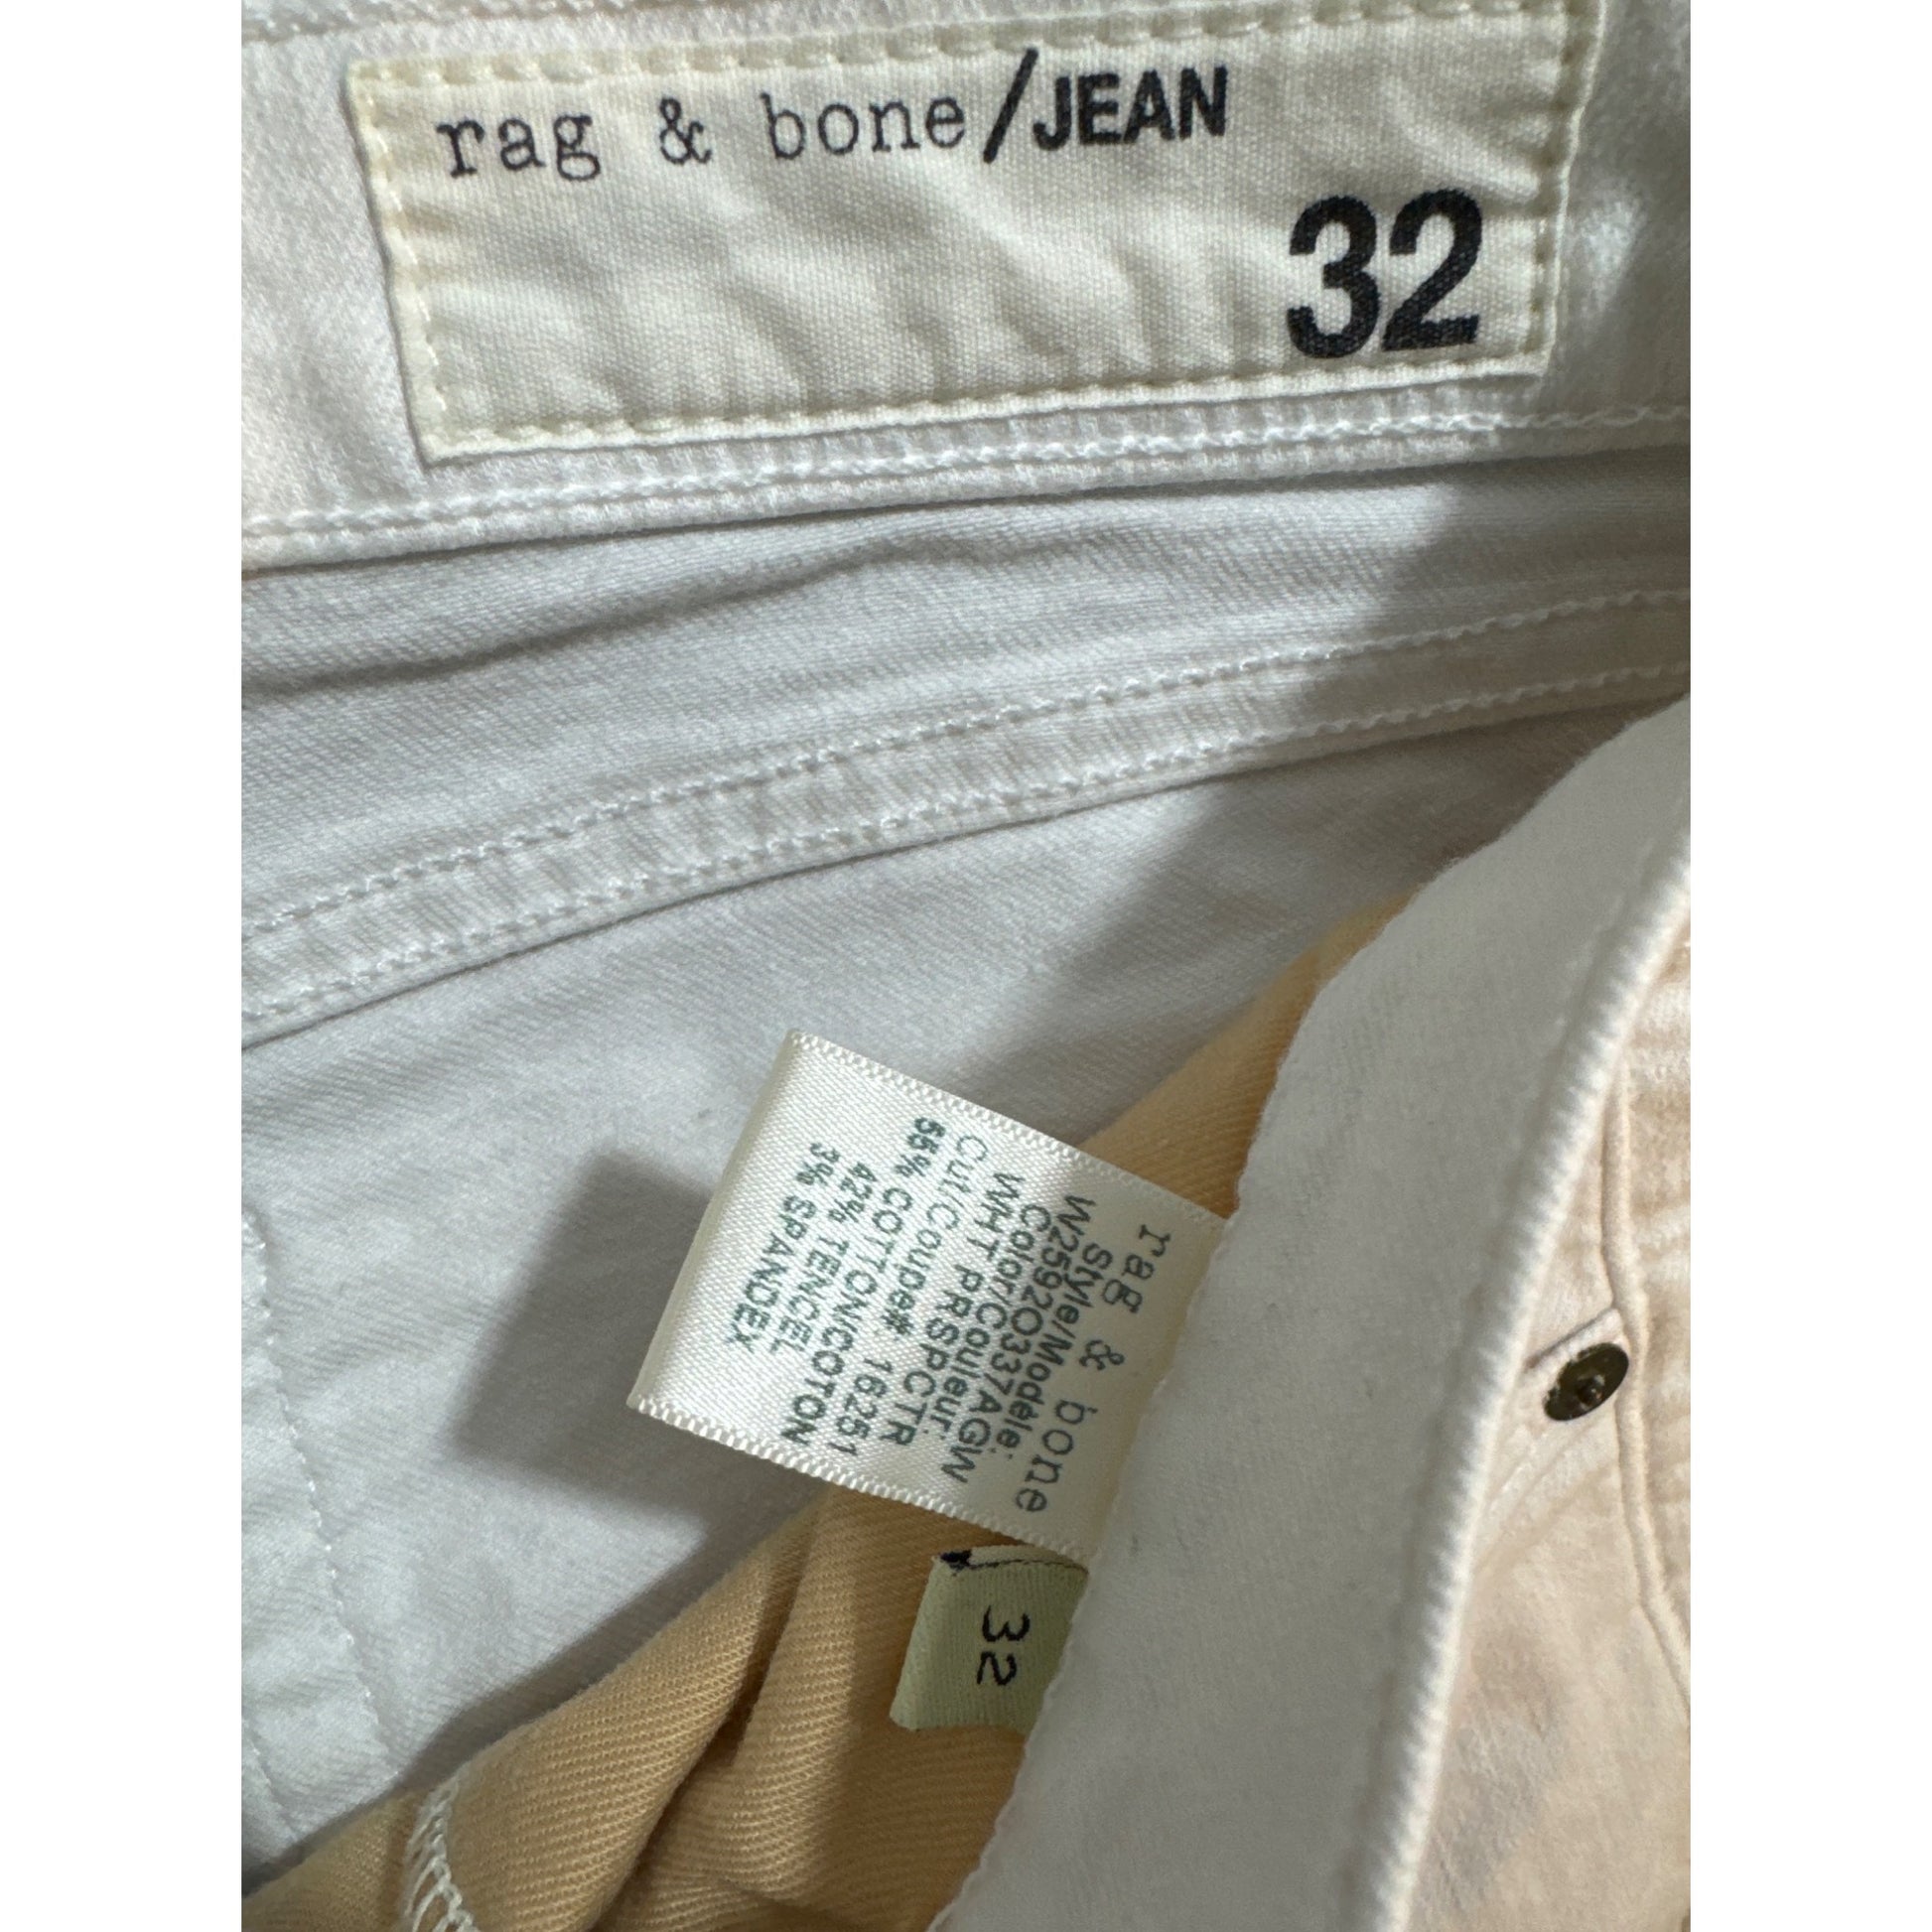 rag & bone/JEAN
32
rag & bone
Style/Modèle:
W2592O337AGW
Color/Couleur:
WHT PRSPCTR
Cut/Coupe# 16251
55% COTTON/COTON
42% TENCEL
3% SPANDEX
32